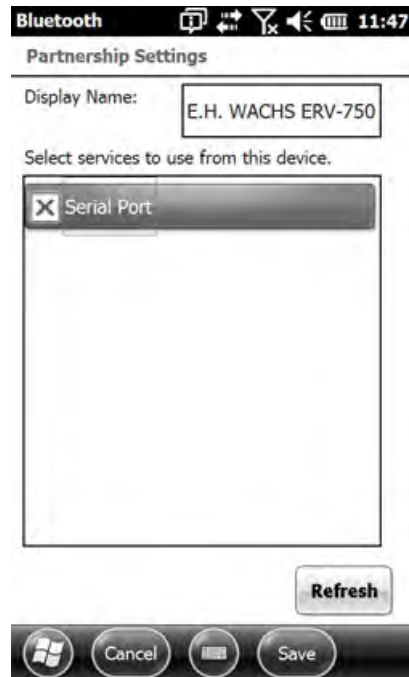 Bluetooth 11:47
Partnership Settings
Display Name: E.H. WACHS ERV-750
Select services to use from this device.
Serial Port
Refresh
Cancel Save